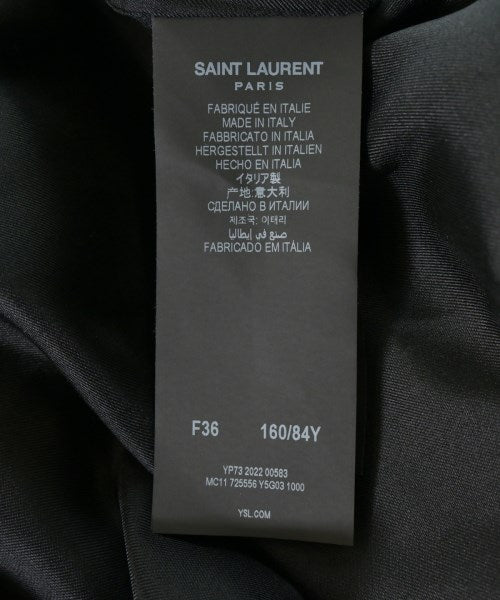 SAINT LAURENT
PARIS
FABRIQUÉ EN ITALIE
MADE IN ITALY
FABBRICATO IN ITALIA
HERGESTELLT IN ITALIEN
HECHO EN ITALIA
イタリア製
产地:意大利
СДЕЛАНО В ИТАЛИИ
제조국: 이태리
صنع في إيطاليا
FABRICADO EM ITÁLIA
F36 160/84Y
YP73 2022 00583
MC11 725556 Y5G03 1000
YSL.COM